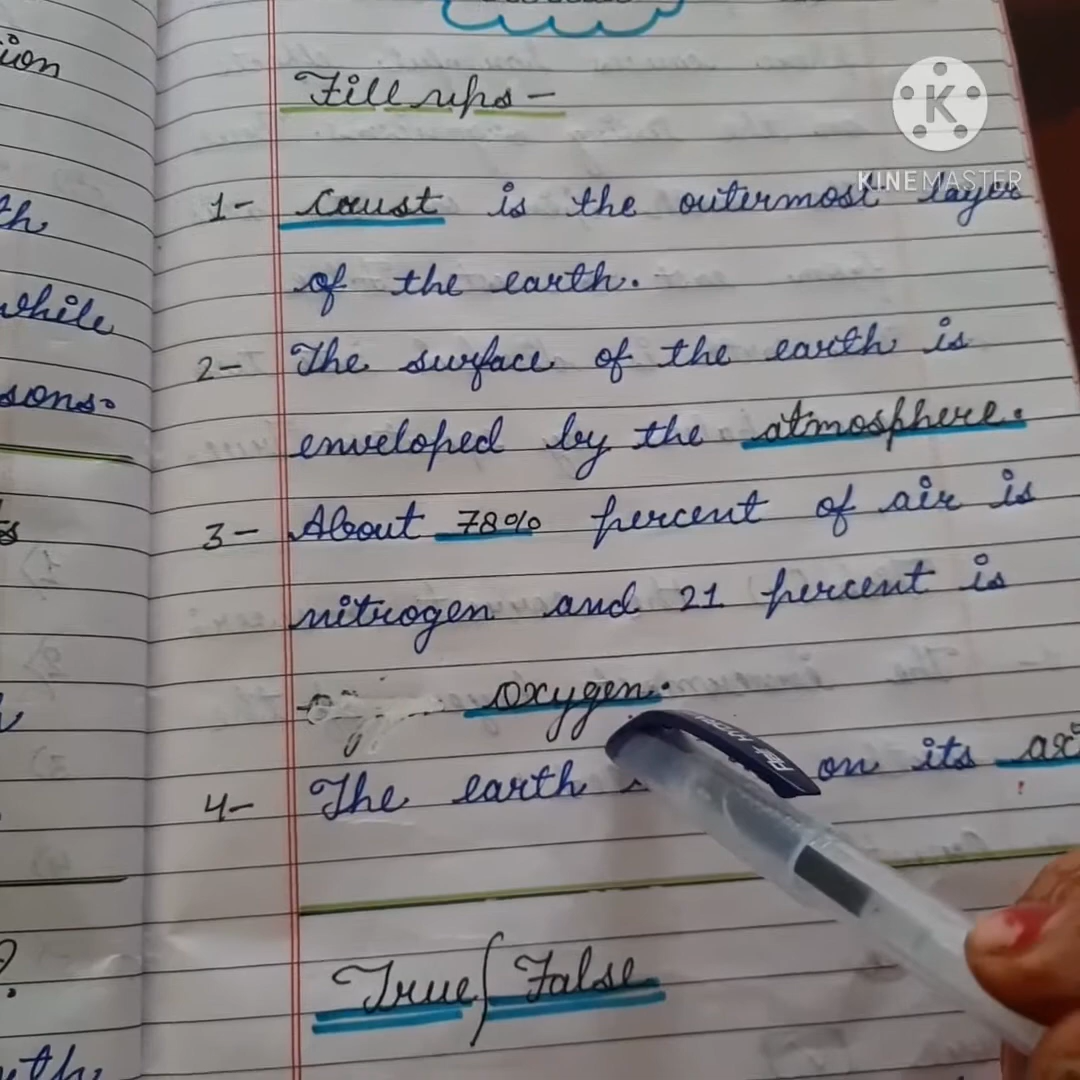 Fill ups-
K
KINEMASTER
1- Crust is the outermost layer
of the earth.
2- The surface of the earth is
enveloped by the atmosphere.
3- About 78% percent of air is
nitrogen and 21 percent is
oxygen.
4- The earth on its
True/False
while
sons.